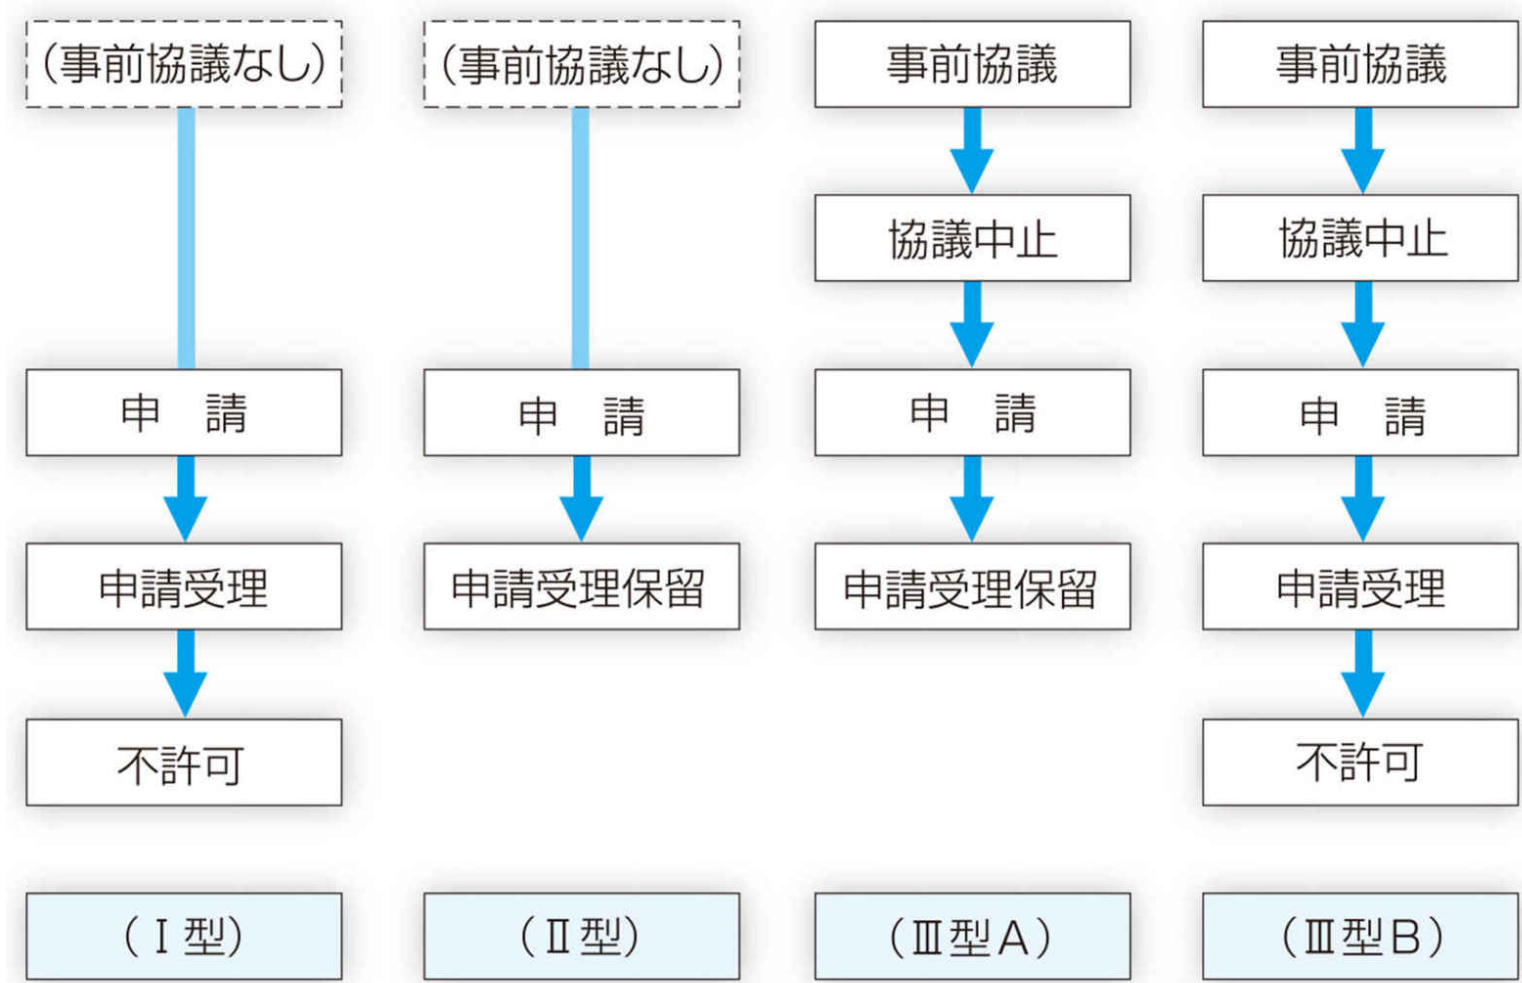 （事前協議なし）
申　請
申請受理
不許可
（Ⅰ型）
（事前協議なし）
申　請
申請受理保留
（Ⅱ型）
事前協議
協議中止
申　請
申請受理保留
（Ⅲ型A）
事前協議
協議中止
申　請
申請受理
不許可
（Ⅲ型B）